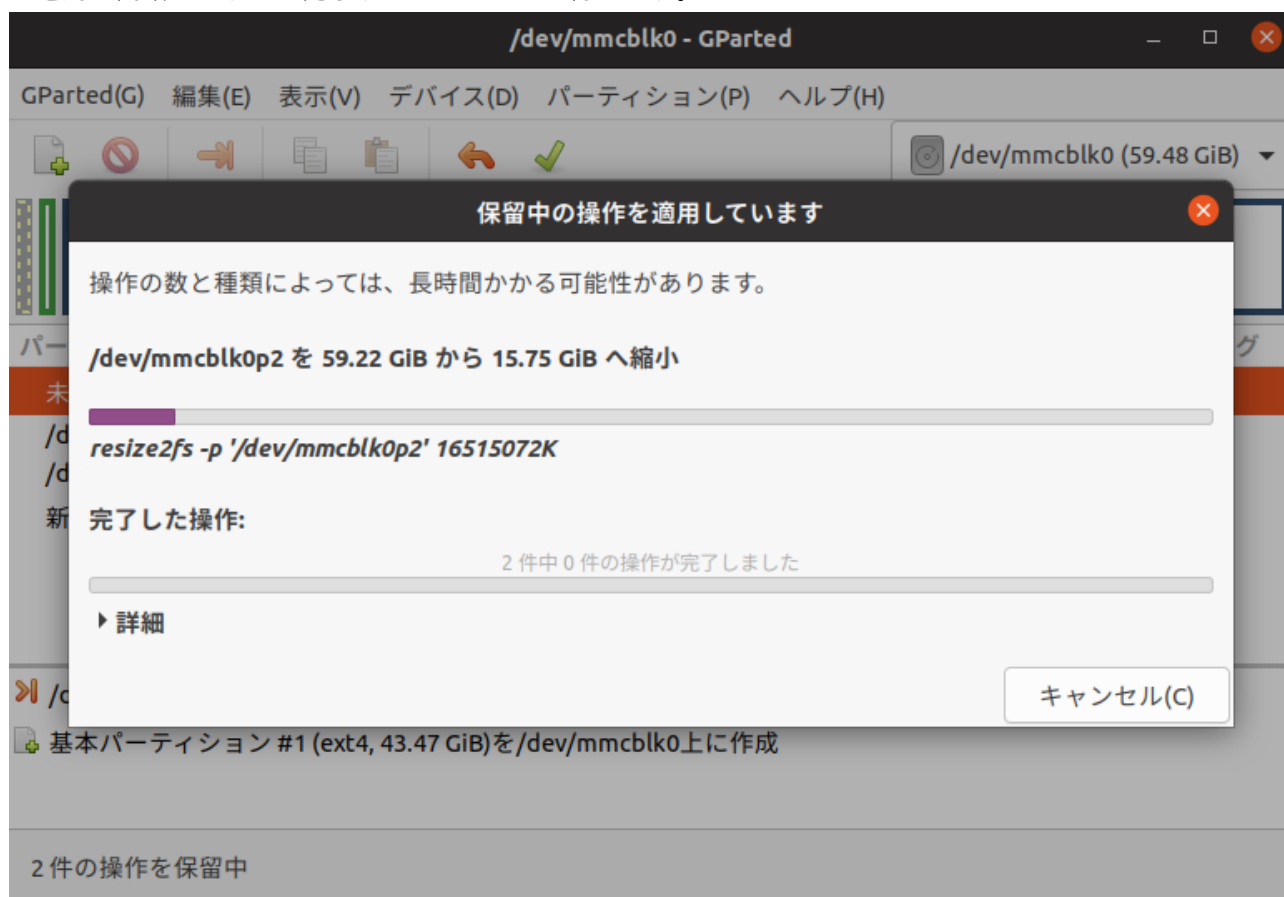 /dev/mmcblk0 - GParted
GParted(G) 編集(E) 表示(V) デバイス(D) パーティション(P) ヘルプ(H)
/dev/mmcblk0 (59.48 GiB)
保留中の操作を適用しています
操作の数と種類によっては、長時間かかる可能性があります。
パー
グ
/dev/mmcblk0p2 を 59.22 GiB から 15.75 GiB へ縮小
未
/d
resize2fs -p '/dev/mmcblk0p2' 16515072K
/d
新
完了した操作:
2 件中 0 件の操作が完了しました
詳細
キャンセル(C)
基本パーティション #1 (ext4, 43.47 GiB)を/dev/mmcblk0上に作成
2 件の操作を保留中